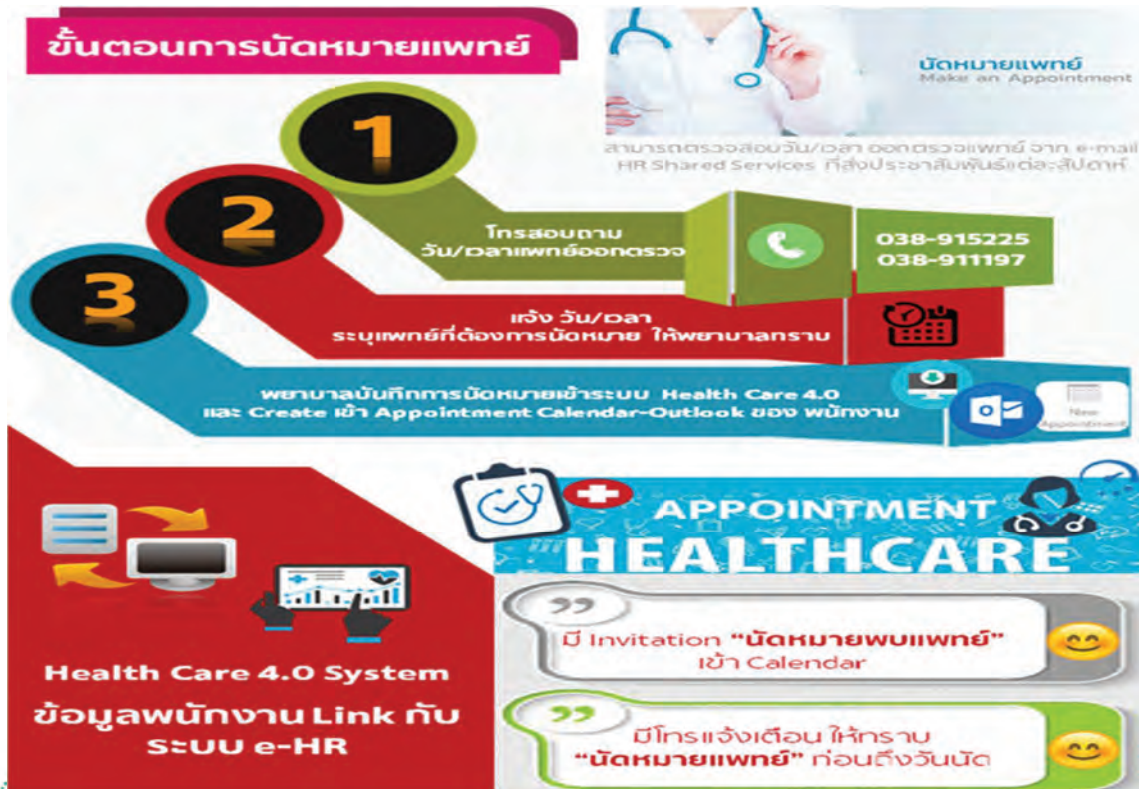 ขั้นตอนการนัดหมายแพทย์
นัดหมายแพทย์
Make an Appointment
สามารถตรวจสอบวัน/เวลา ออกตรวจแพทย์ จาก e-mail
HR Shared Services ที่ส่งประชาสัมพันธ์แต่ละสัปดาห์
1
โทรสอบถาม
วัน/เวลาแพทย์ออกตรวจ
038-915225
038-911197
2
แจ้ง วัน/เวลา
ระบุแพทย์ที่ต้องการนัดหมาย ให้พยาบาลทราบ
3
พยาบาลบันทึกการนัดหมายเข้าระบบ Health Care 4.0
และ Create เข้า Appointment Calendar-Outlook ของ พนักงาน
New
Appointment
APPOINTMENT
HEALTHCARE
Health Care 4.0 System
ข้อมูลพนักงาน Link กับ
ระบบ e-HR
มี Invitation “นัดหมายพบแพทย์”
เข้า Calendar
มีโทรแจ้งเตือน ให้ทราบ
“นัดหมายแพทย์” ก่อนถึงวันนัด